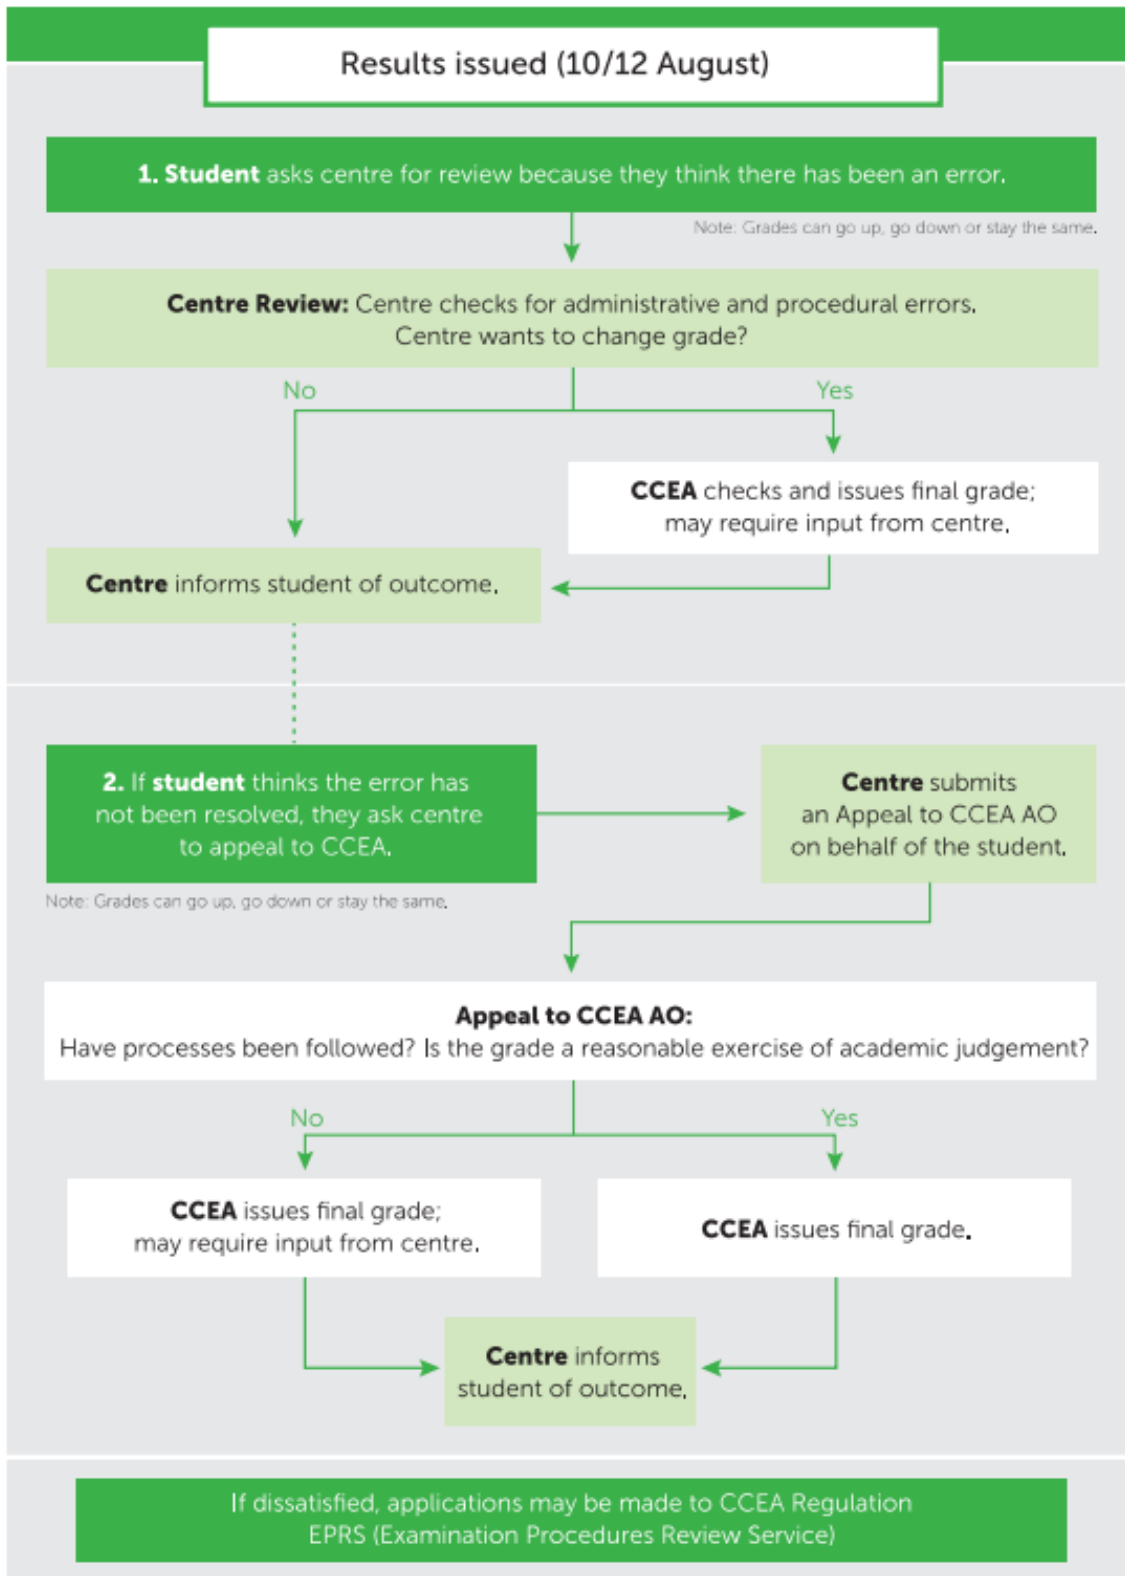 Results issued (10/12 August)
1. Student asks centre for review because they think there has been an error.
Note: Grades can go up, go down or stay the same.
Centre Review: Centre checks for administrative and procedural errors.
Centre wants to change grade?
No
Yes
CCEA checks and issues final grade;
may require input from centre.
Centre informs student of outcome.
2. If student thinks the error has
not been resolved, they ask centre
to appeal to CCEA.
Note: Grades can go up, go down or stay the same.
Centre submits
an Appeal to CCEA AO
on behalf of the student.
Appeal to CCEA AO:
Have processes been followed? Is the grade a reasonable exercise of academic judgement?
No
Yes
CCEA issues final grade;
may require input from centre.
CCEA issues final grade.
Centre informs
student of outcome.
If dissatisfied, applications may be made to CCEA Regulation
EPRS (Examination Procedures Review Service)